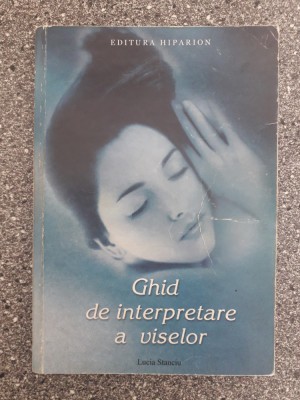 EDITURA HIPARION
Ghid
de interpretare
a viselor
Lucia Stanciu